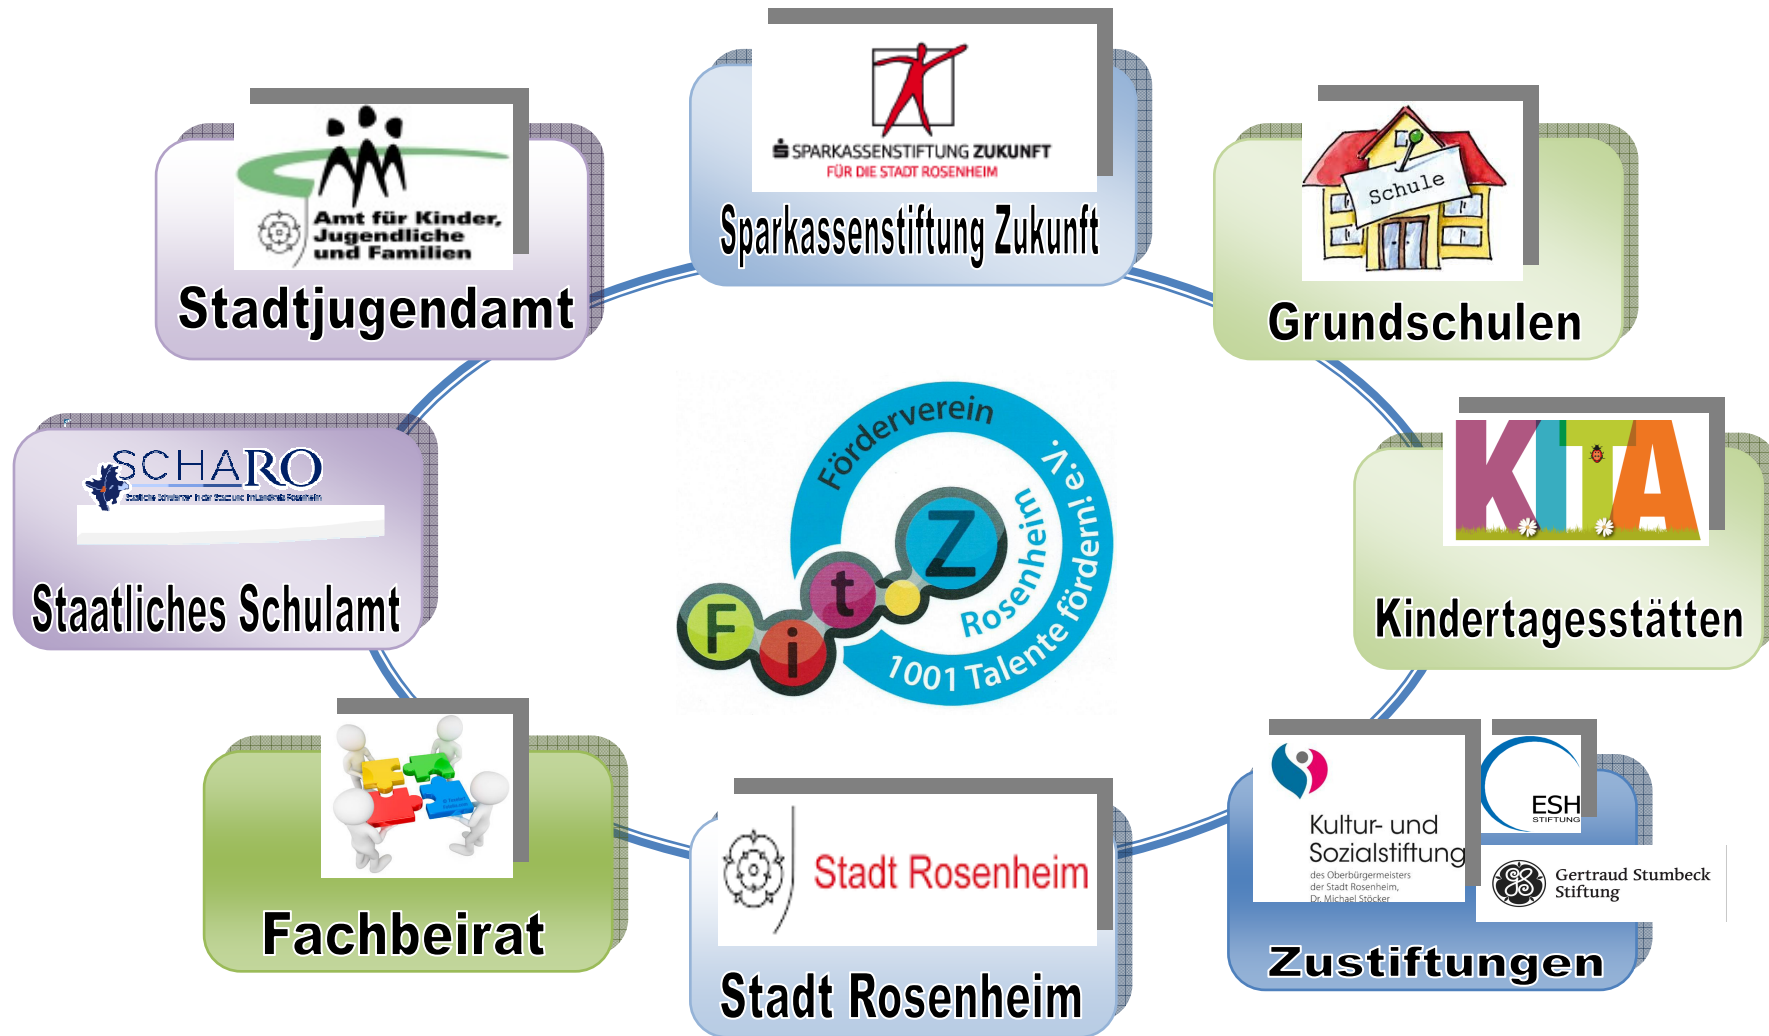 SPARKASSENSTIFTUNG ZUKUNFT
FÜR DIE STADT ROSENHEIM
Sparkassenstiftung Zukunft
Amt für Kinder,
Jugendliche
und Familien
Stadtjugendamt
Schule
Grundschulen
SCHARO
Staatliches Schulamt
Förderverein
Fit Z
Rosenheim
1001 Talente fördern! e.V.
KITA
Kindertagesstätten
Fachbeirat
Stadt Rosenheim
Stadt Rosenheim
Kultur- und
Sozialstiftung
des Oberbürgermeisters
der Stadt Rosenheim,
Dr. Michael Stöcker
ESH
STIFTUNG
Gertraud Stumbeck
Stiftung
Zustiftungen